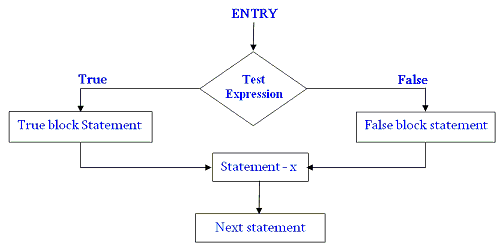 ENTRY
True
Test
Expression
False
True block Statement
False block statement
Statement - x
Next statement